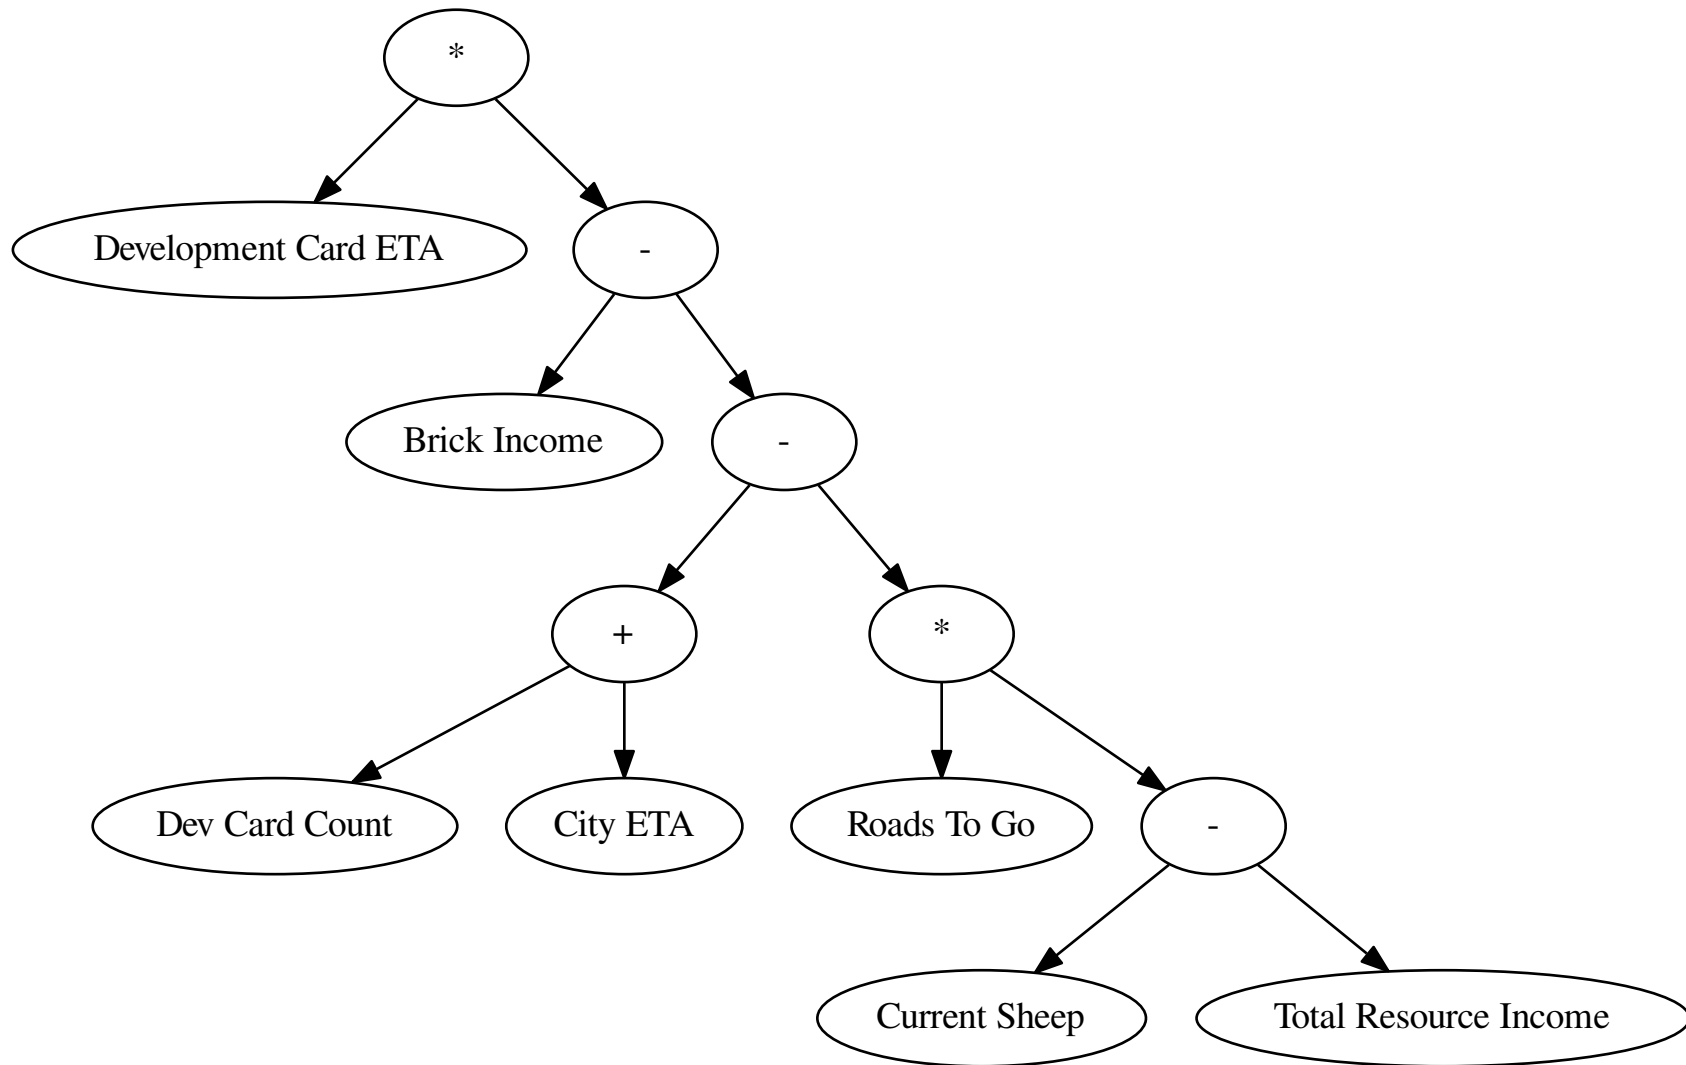 *
Development Card ETA
-
Brick Income
-
+
*
Dev Card Count
City ETA
Roads To Go
-
Current Sheep
Total Resource Income